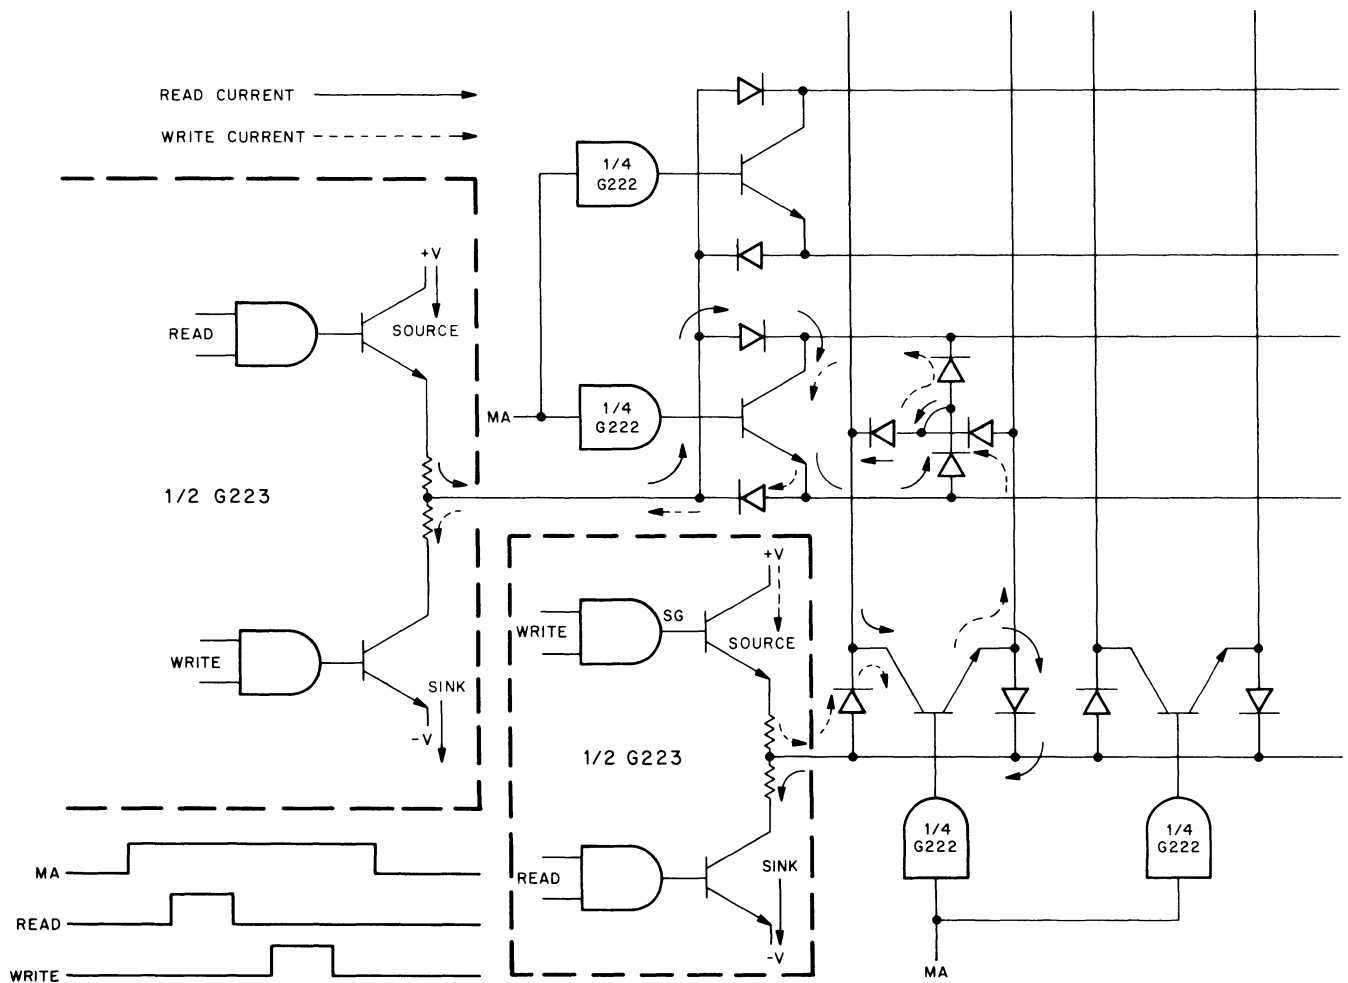 READ CURRENT
WRITE CURRENT
1/4
G222
+V
READ
SOURCE
MA
1/4
G222
1/2 G223
+V
SG
WRITE
SOURCE
WRITE
SINK
-V
1/2 G223
1/4
G222
1/4
G222
MA
READ
SINK
READ
-V
WRITE
MA